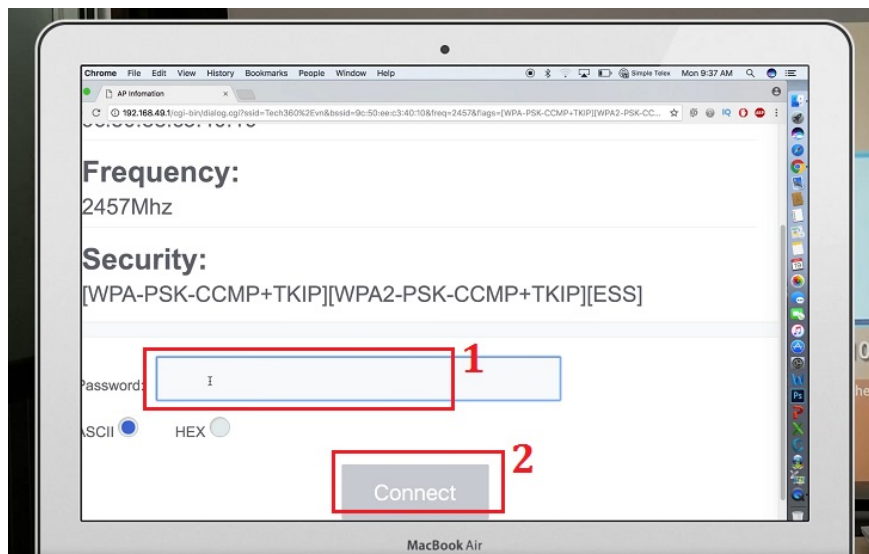 Chrome File Edit View History Bookmarks People Window Help Simple Telex Mon 9:37 AM
AP Infomation
192.168.49.1/cgi-bin/dialog.cgi?ssid=Tech360%2Evn&bssid=9c:50:ee:c3:40:10&freq=2457&flags=[WPA-PSK-CCMP+TKIP][WPA2-PSK-CC...
Frequency:
2457Mhz
Security:
[WPA-PSK-CCMP+TKIP][WPA2-PSK-CCMP+TKIP][ESS]
1
Password:
ASCII HEX
2
Connect
MacBook Air